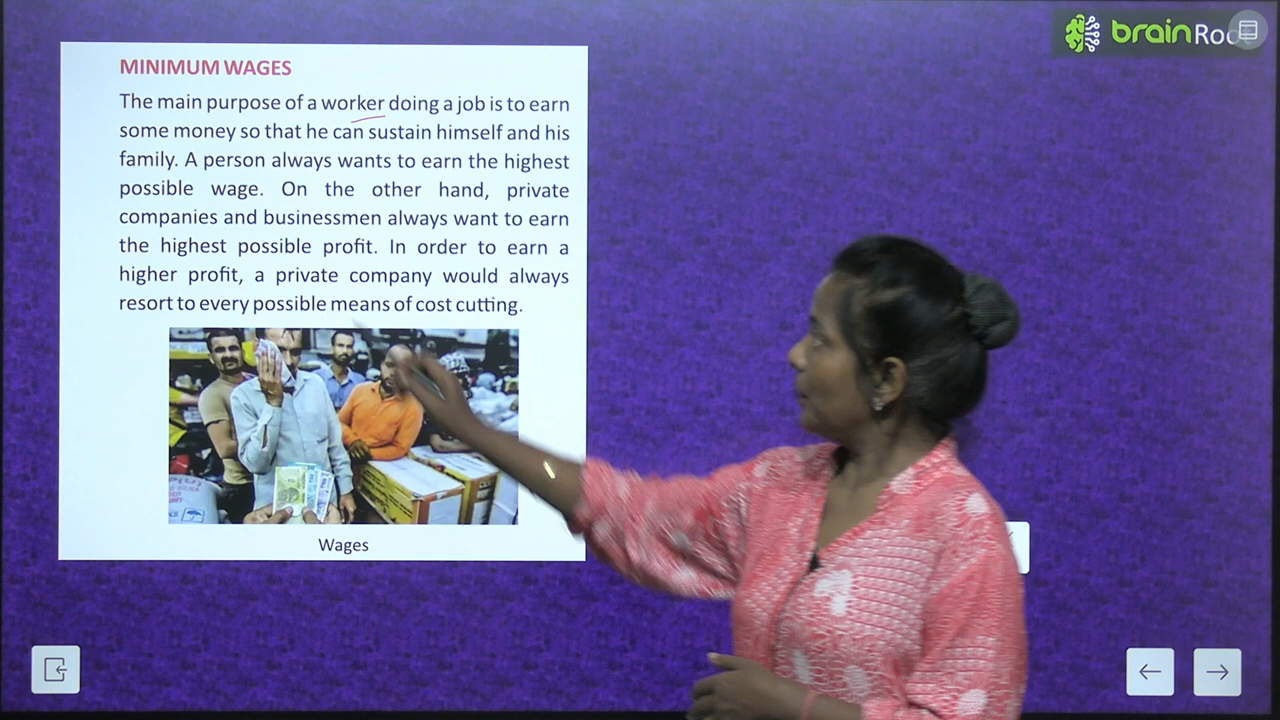 brainRoo
MINIMUM WAGES
The main purpose of a worker doing a job is to earn
some money so that he can sustain himself and his
family. A person always wants to earn the highest
possible wage. On the other hand, private
companies and businessmen always want to earn
the highest possible profit. In order to earn a
higher profit, a private company would always
resort to every possible means of cost cutting.
Wages